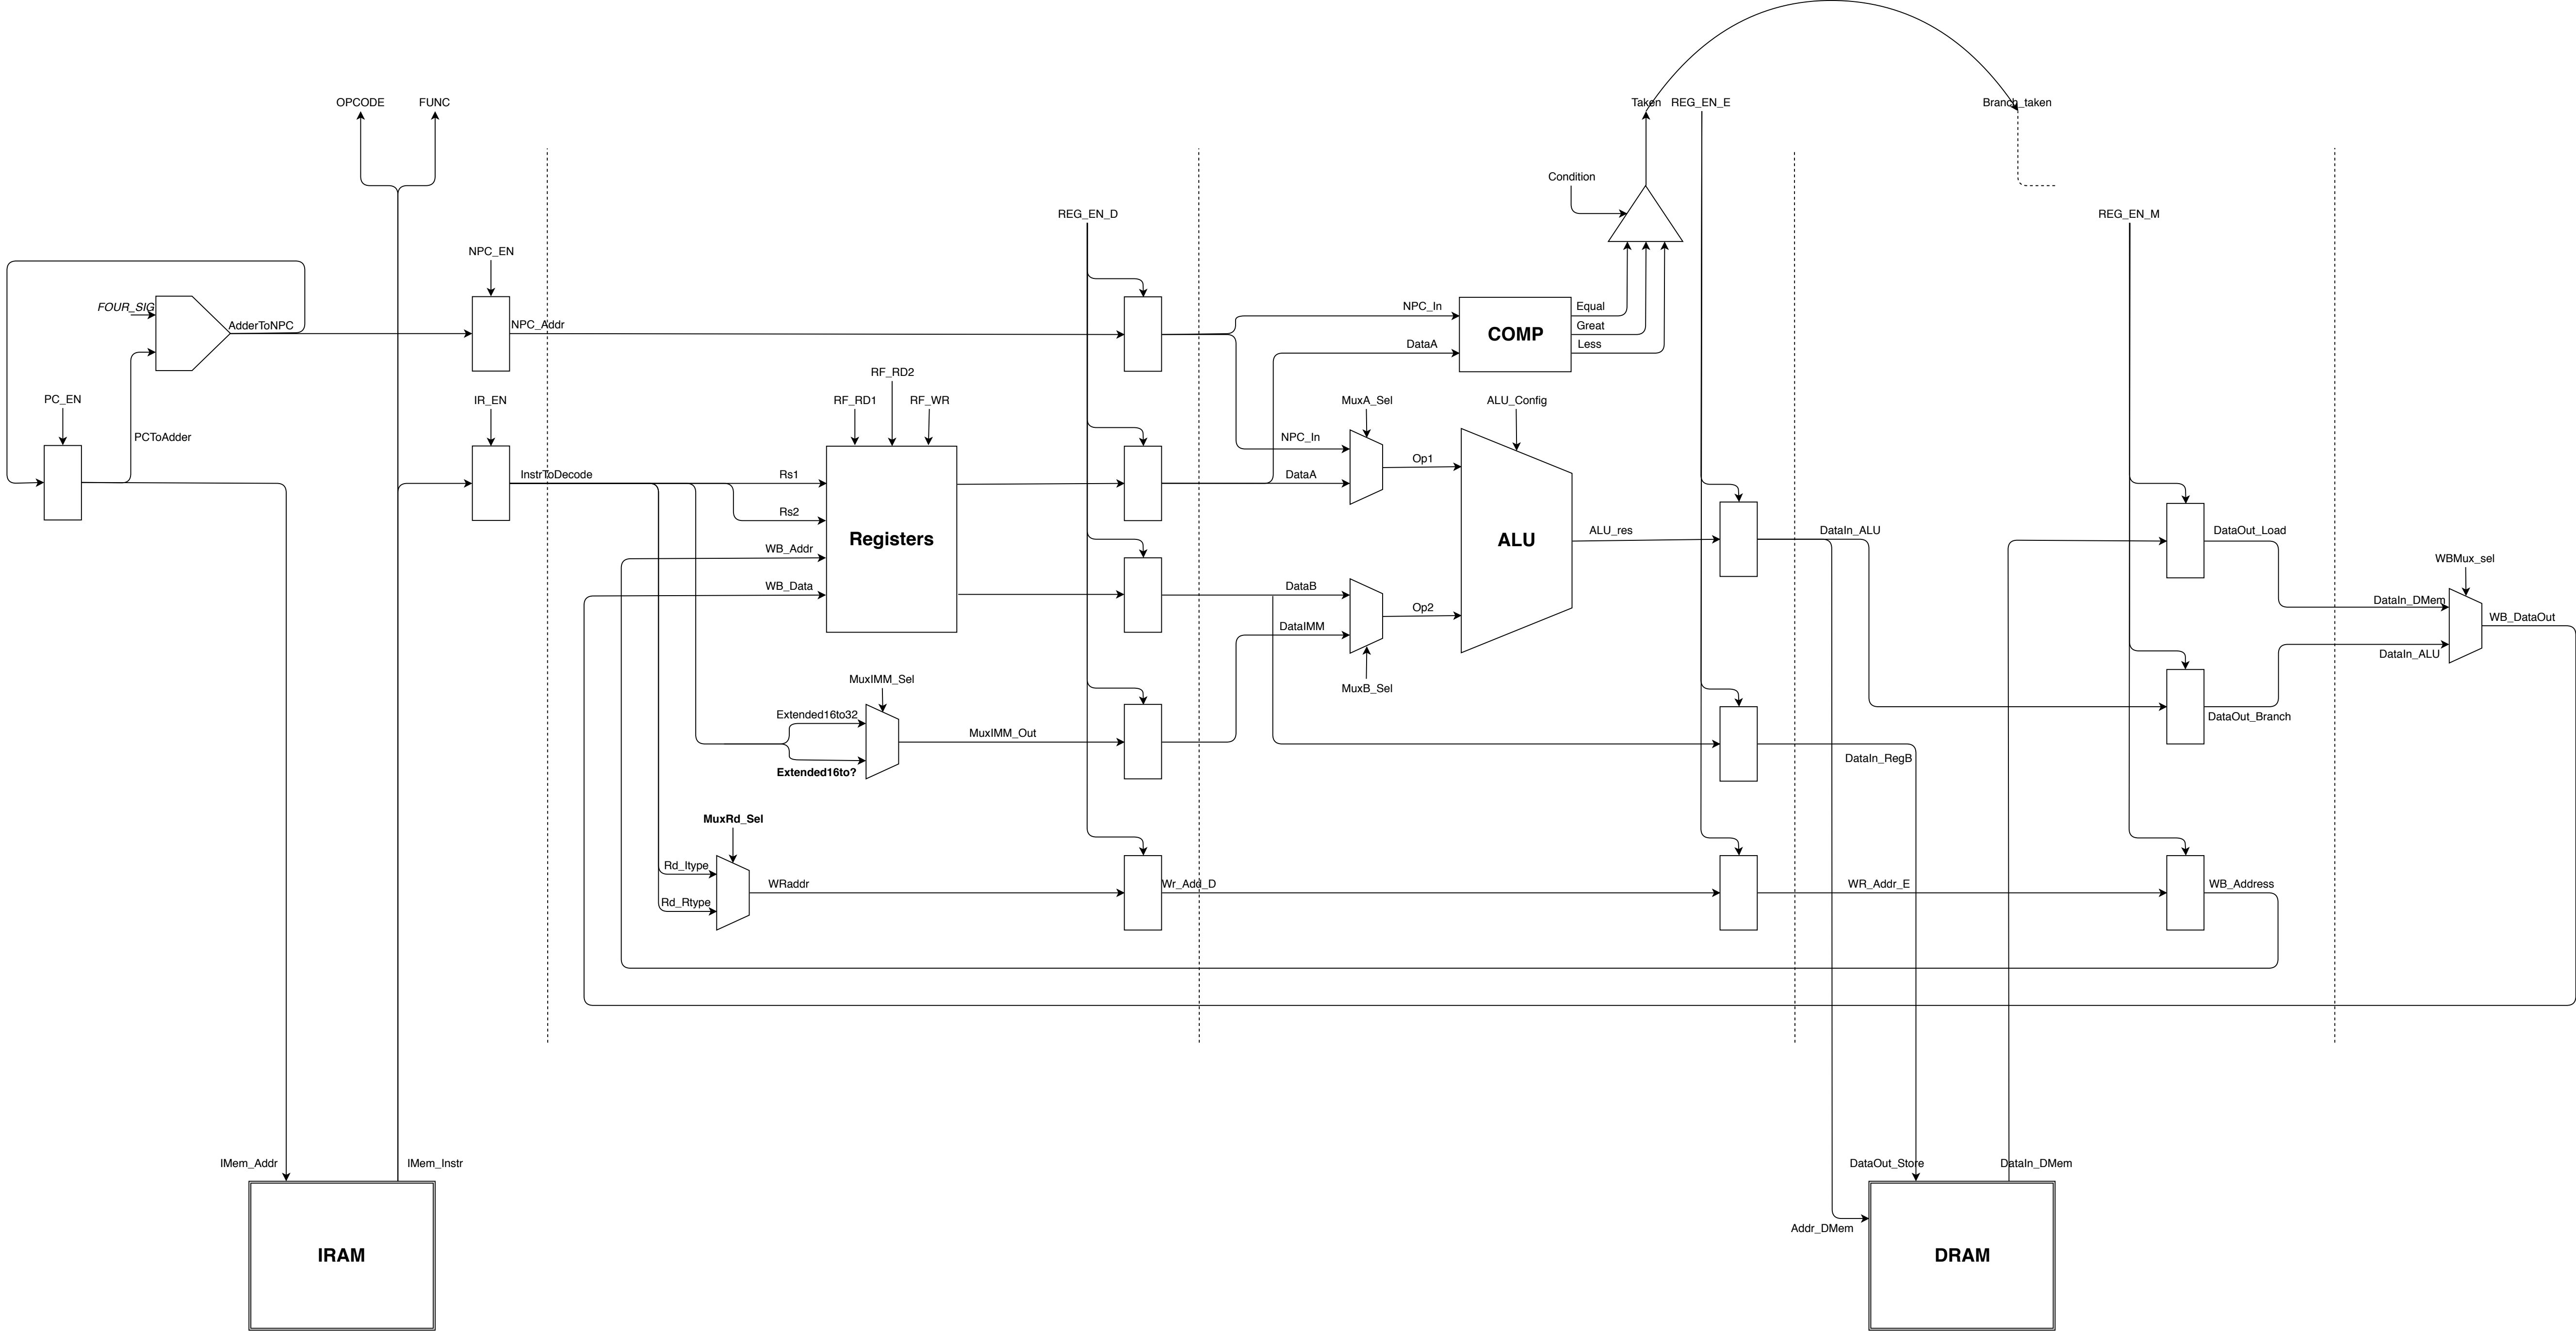 Taken
REG_EN_E
Branch_taken
OPCODE
FUNC
Condition
REG_EN_D
REG_EN_M
NPC_EN
FOUR_SIG
AdderToNPC
NPC_Addr
NPC_In
Equal
COMP
Great
DataA
Less
RF_RD2
PC_EN
IR_EN
RF_RD1
RF_WR
MuxA_Sel
ALU_Config
PCToAdder
NPC_In
Op1
InstrToDecode
Rs1
DataA
Rs2
Registers
ALU
ALU_res
DataIn_ALU
DataOut_Load
WB_Addr
WBMux_sel
WB_Data
DataB
Op2
DataIn_DMem
WB_DataOut
DataIMM
DataIn_ALU
MuxIMM_Sel
MuxB_Sel
Extended16to32
DataOut_Branch
MuxIMM_Out
Extended16to?
DataIn_RegB
MuxRd_Sel
Rd_Itype
WRaddr
Wr_Add_D
WR_Addr_E
WB_Address
Rd_Rtype
IMem_Addr
IMem_Instr
DataOut_Store
DataIn_DMem
Addr_DMem
IRAM
DRAM